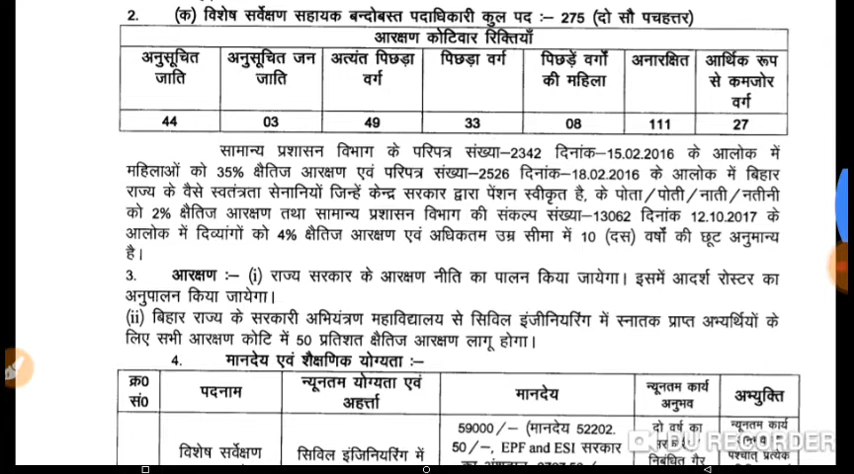 2. (क) विशेष सर्वेक्षण सहायक बन्दोबस्त पदाधिकारी कुल पद :– 275 (दो सौ पचहत्तर)
आरक्षण कोटिवार रिक्तियाँ
अनुसूचित जाति
अनुसूचित जन जाति
अत्यंत पिछड़ा वर्ग
पिछड़ा वर्ग
पिछड़ें वर्गों की महिला
अनारक्षित
आर्थिक रूप से कमजोर वर्ग
44 03 49 33 08 111 27
सामान्य प्रशासन विभाग के परिपत्र संख्या–2342 दिनांक–15.02.2016 के आलोक में
महिलाओं को 35% क्षैतिज आरक्षण एवं परिपत्र संख्या–2526 दिनांक–18.02.2016 के आलोक में बिहार
राज्य के वैसे स्वतंत्रता सेनानियों जिन्हें केन्द्र सरकार द्वारा पेंशन स्वीकृत है, के पोता/पोती/नाती/नतीनी
को 2% क्षैतिज आरक्षण तथा सामान्य प्रशासन विभाग की संकल्प संख्या–13062 दिनांक 12.10.2017 के
आलोक में दिव्यांगों को 4% क्षैतिज आरक्षण एवं अधिकतम उम्र सीमा में 10 (दस) वर्षों की छूट अनुमान्य
है।
3. आरक्षण :– (i) राज्य सरकार के आरक्षण नीति का पालन किया जायेगा। इसमें आदर्श रोस्टर का
अनुपालन किया जायेगा।
(ii) बिहार राज्य के सरकारी अभियंत्रण महाविद्यालय से सिविल इंजीनियरिंग में स्नातक प्राप्त अभ्यर्थियों के
लिए सभी आरक्षण कोटि में 50 प्रतिशत क्षैतिज आरक्षण लागू होगा।
4. मानदेय एवं शैक्षणिक योग्यता :–
क्र0 सं0
पदनाम
न्यूनतम योग्यता एवं अहर्त्ता
मानदेय
न्यूनतम कार्य अनुभव
अभ्युक्ति
विशेष सर्वेक्षण
सिविल इंजिनियरिंग में
59000/– (मानदेय 52202.
50/–, EPF and ESI सरकार
दो वर्ष का
निबंधित गैर
न्यूनतम कार्य
पश्चात् प्रत्येक
DU RECORDER